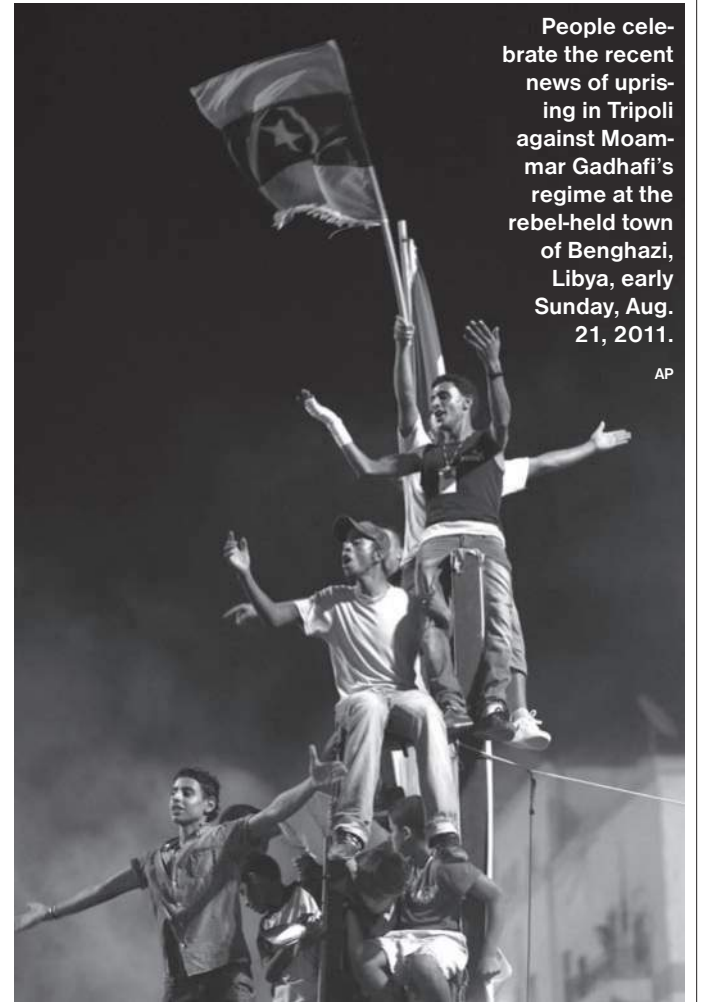 People cele-
brate the recent
news of upris-
ing in Tripoli
against Moam-
mar Gadhafi's
regime at the
rebel-held town
of Benghazi,
Libya, early
Sunday, Aug.
21, 2011.
AP